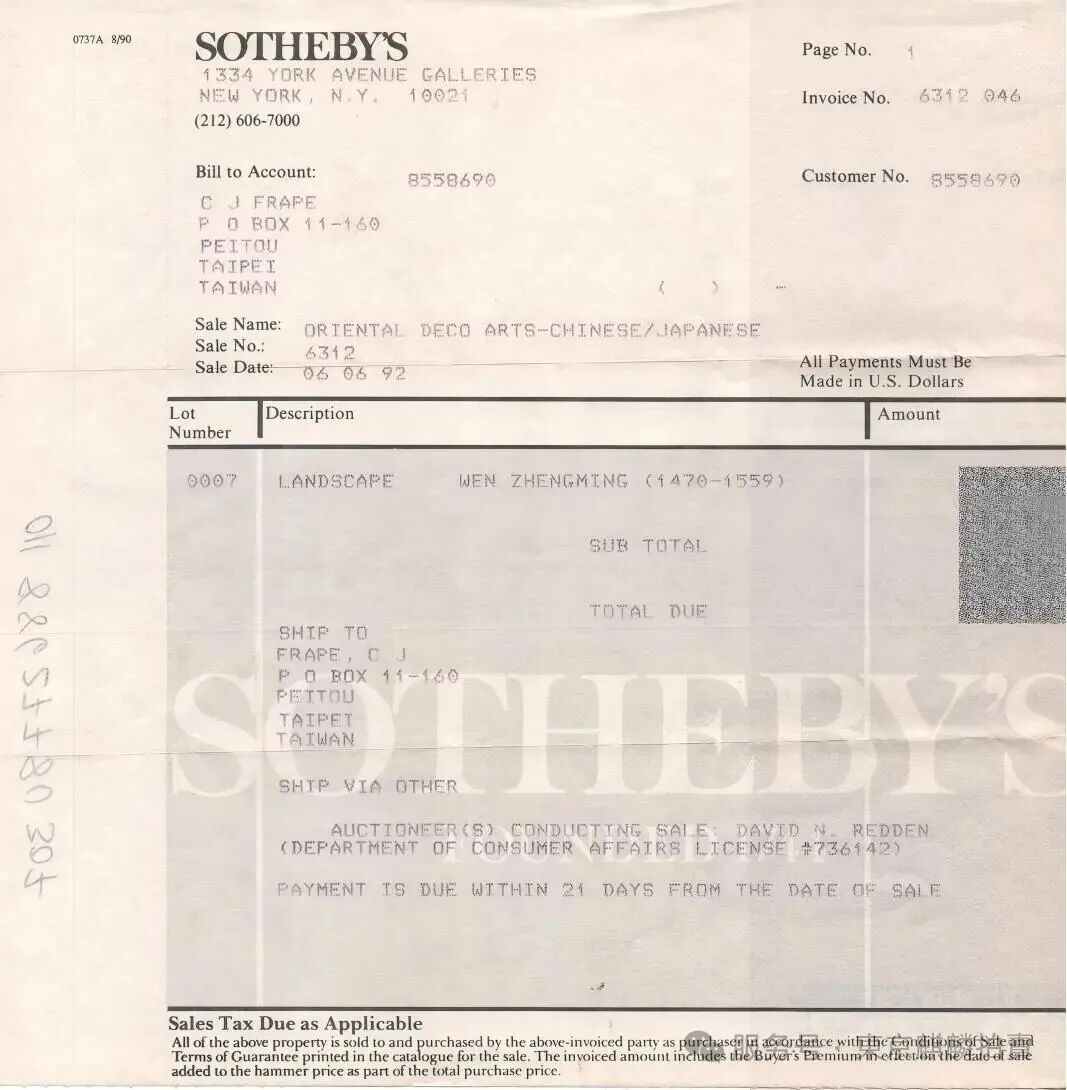 0737A 8/90
SOTHEBY'S
1334 YORK AVENUE GALLERIES
NEW YORK, N.Y. 10021
(212) 606-7000
Page No. 1
Invoice No. 6312 046
Bill to Account: 8558690
Customer No. 8558690
C J FRAPE
P O BOX 11-160
PEITOU
TAIPEI
TAIWAN
( )
Sale Name: ORIENTAL DECO ARTS-CHINESE/JAPANESE
Sale No.: 6312
Sale Date: 06 06 92
All Payments Must Be
Made in U.S. Dollars
Lot
Number
Description
Amount
0007 LANDSCAPE WEN ZHENGMING (1470-1559)
SUB TOTAL
TOTAL DUE
SHIP TO
FRAPE, C J
P O BOX 11-160
PEITOU
TAIPEI
TAIWAN
SOTHEBY'S
SHIP VIA OTHER
AUCTIONEER(S) CONDUCTING SALE: DAVID N. REDDEN
(DEPARTMENT OF CONSUMER AFFAIRS LICENSE #736142)
PAYMENT IS DUE WITHIN 21 DAYS FROM THE DATE OF SALE
Sales Tax Due as Applicable
All of the above property is sold to and purchased by the above-invoiced party as purchaser in accordance with the Conditions of Sale and
Terms of Guarantee printed in the catalogue for the sale. The invoiced amount includes the Buyer's Premium in effect on the date of sale
added to the hammer price as part of the total purchase price.
服务号